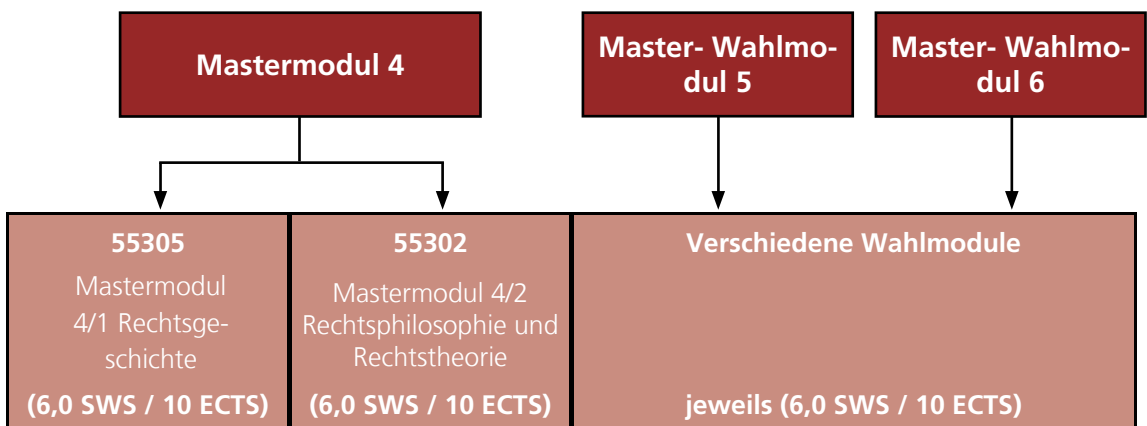 Mastermodul 4
Master- Wahlmo-
dul 5
Master- Wahlmo-
dul 6
55305
Mastermodul
4/1 Rechtsge-
schichte
(6,0 SWS / 10 ECTS)
55302
Mastermodul 4/2
Rechtsphilosophie und
Rechtstheorie
(6,0 SWS / 10 ECTS)
Verschiedene Wahlmodule
jeweils (6,0 SWS / 10 ECTS)